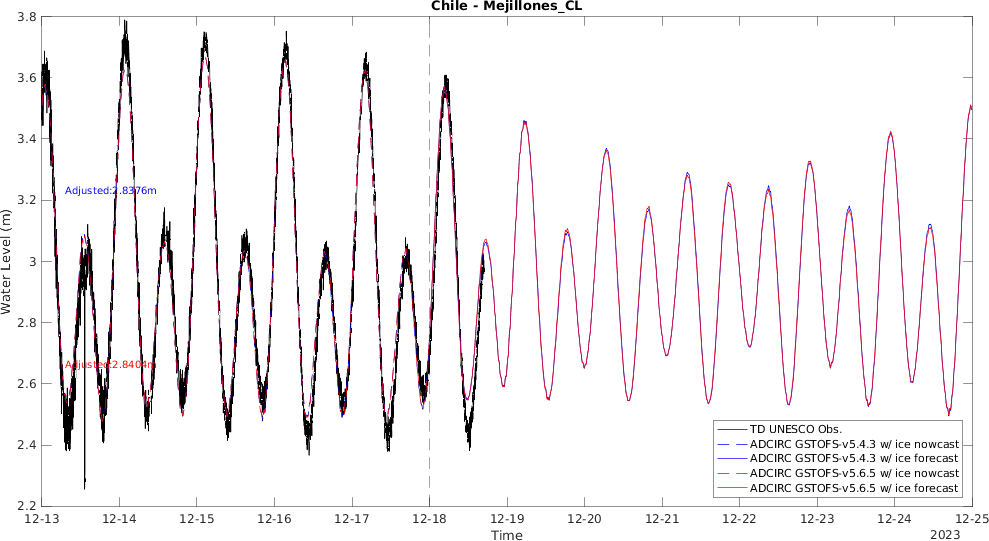 Chile - Mejillones_CL
3.8
3.6
3.4
3.2
3
2.8
2.6
2.4
2.2
Water Level (m)
Adjusted:2.8376m
Adjusted:2.8404m
TD UNESCO Obs.
ADCIRC GSTOFS-v5.4.3 w/ ice nowcast
ADCIRC GSTOFS-v5.4.3 w/ ice forecast
ADCIRC GSTOFS-v5.6.5 w/ ice nowcast
ADCIRC GSTOFS-v5.6.5 w/ ice forecast
12-13 12-14 12-15 12-16 12-17 12-18 12-19 12-20 12-21 12-22 12-23 12-24 12-25
Time
2023